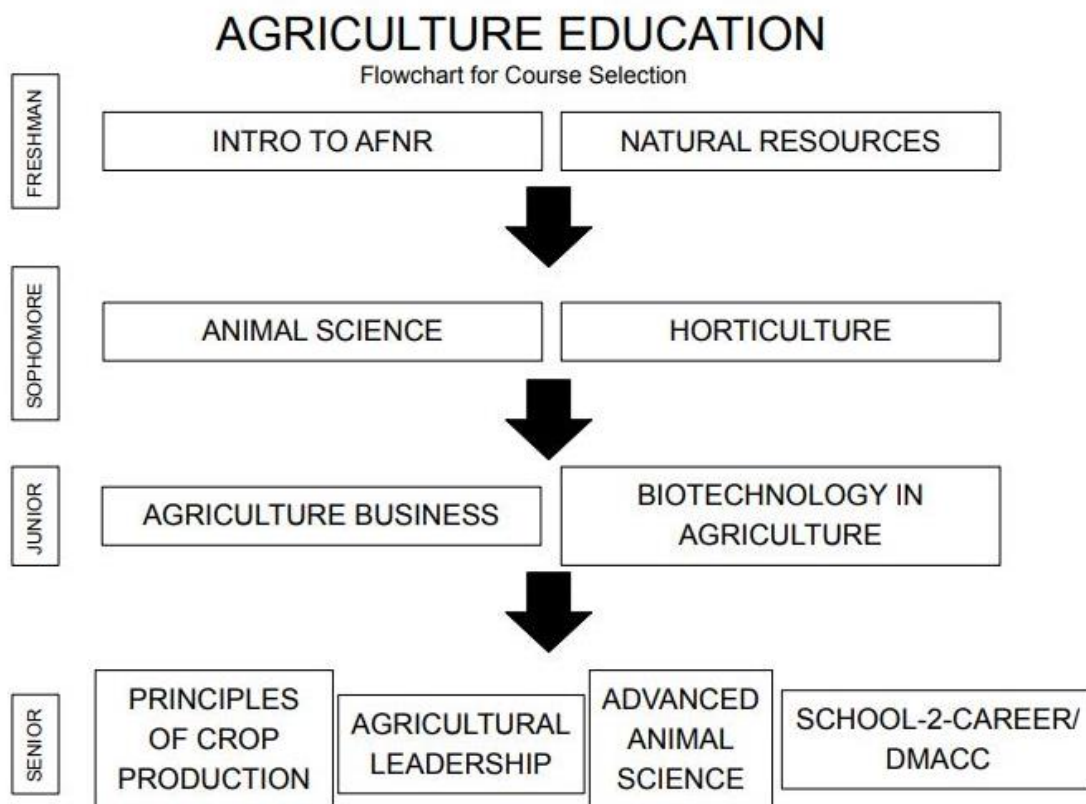 AGRICULTURE EDUCATION
Flowchart for Course Selection
FRESHMAN
INTRO TO AFNR
NATURAL RESOURCES
SOPHOMORE
ANIMAL SCIENCE
HORTICULTURE
JUNIOR
AGRICULTURE BUSINESS
BIOTECHNOLOGY IN
AGRICULTURE
SENIOR
PRINCIPLES
OF CROP
PRODUCTION
AGRICULTURAL
LEADERSHIP
ADVANCED
ANIMAL
SCIENCE
SCHOOL-2-CAREER/
DMACC